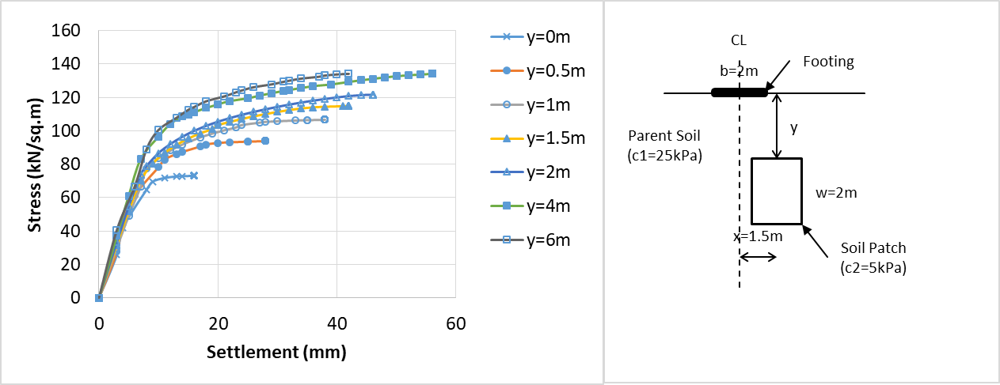 160
140
120
100
80
60
40
20
0
Stress (kN/sq.m)
0 20 40 60
Settlement (mm)
y=0m
y=0.5m
y=1m
y=1.5m
y=2m
y=4m
y=6m
CL
b=2m
Footing
y
Parent Soil
(c1=25kPa)
w=2m
x=1.5m
Soil Patch
(c2=5kPa)